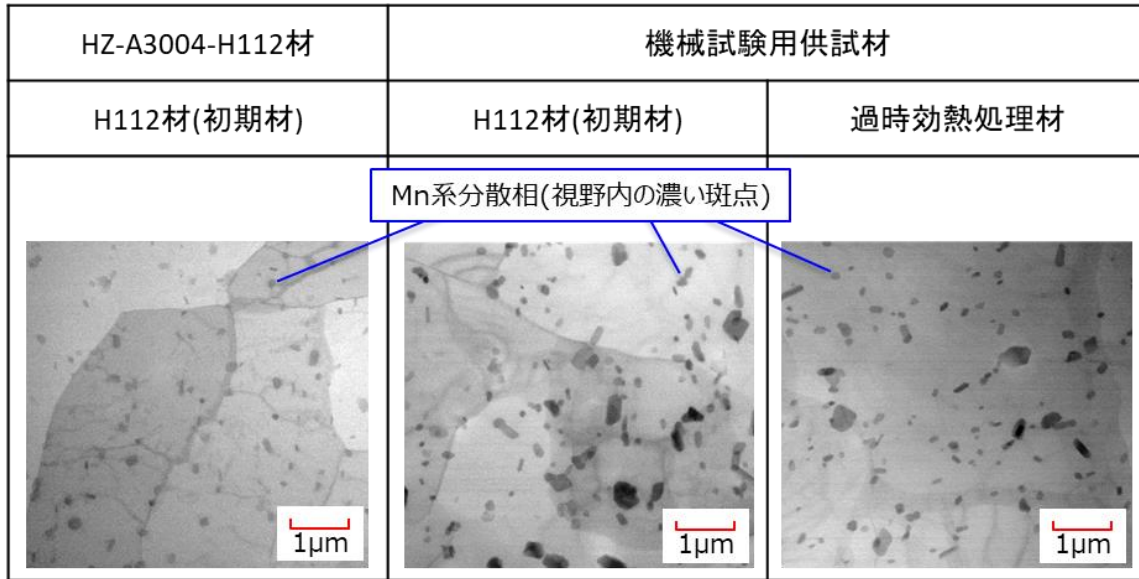 HZ-A3004-H112材
機械試験用供試材
H112材(初期材)
H112材(初期材)
過時効熱処理材
Mn系分散相(視野内の濃い斑点)
1μm
1μm
1μm